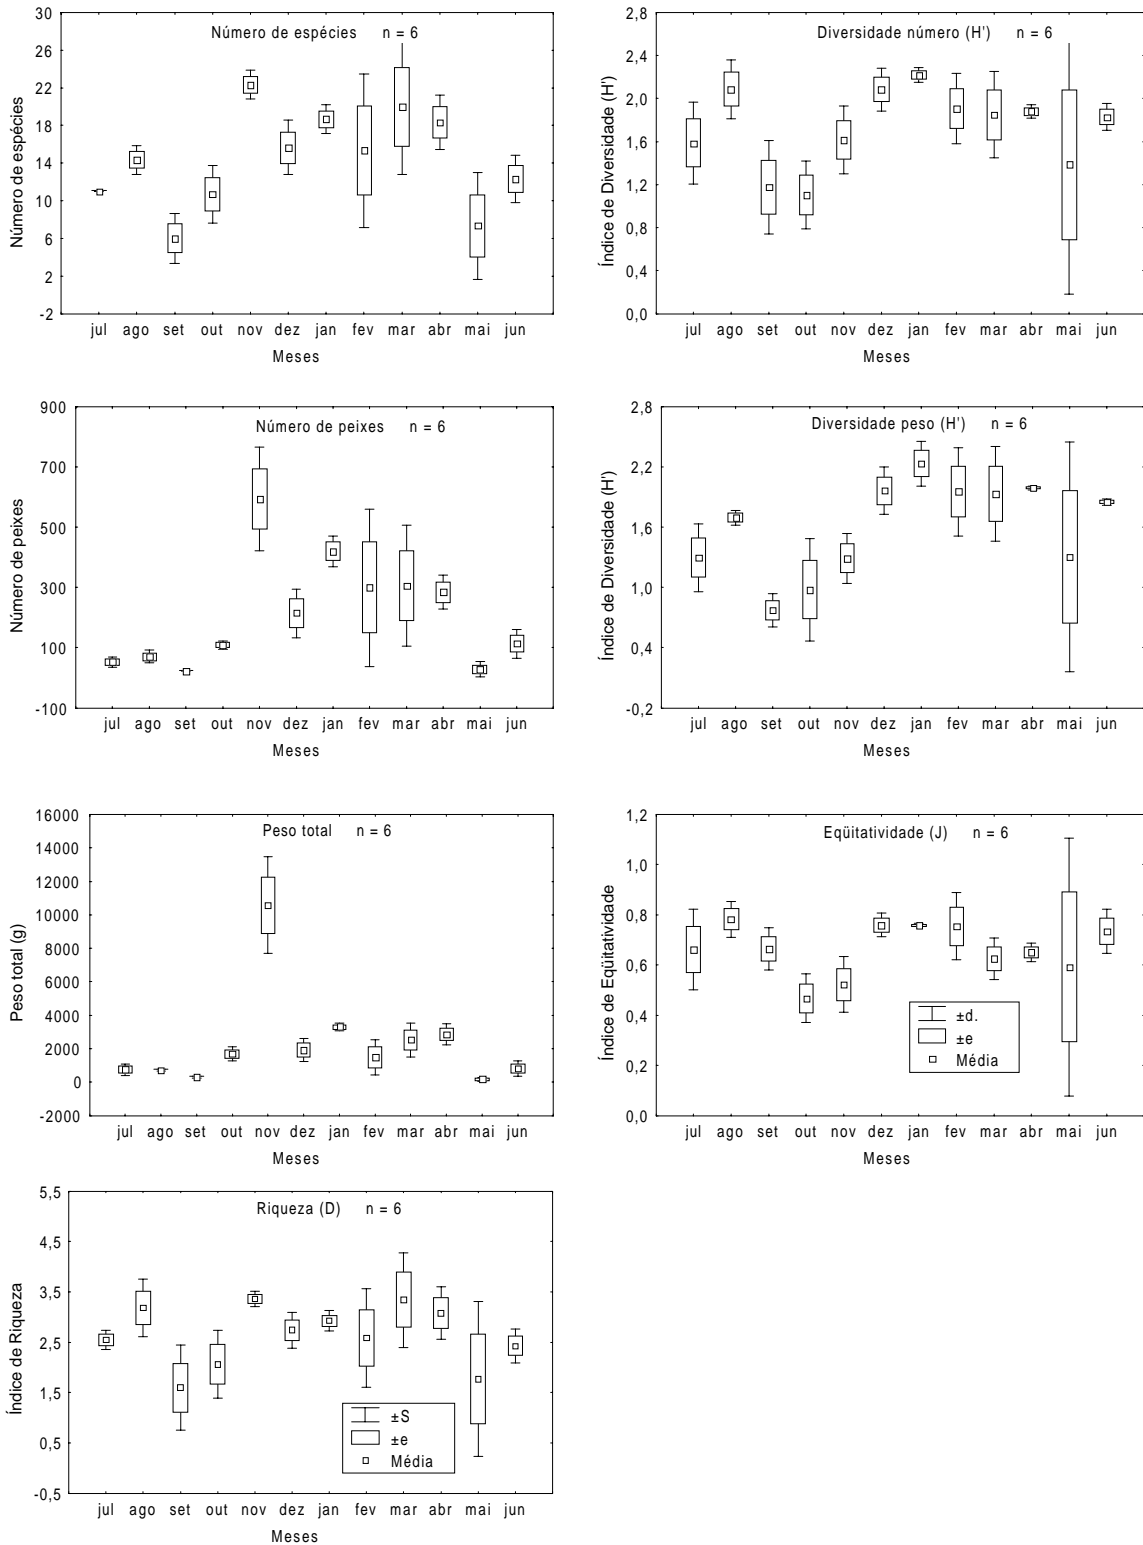 Número de espécies n = 6
Número de espécies
30
26
22
18
14
10
6
2
-2
jul ago set out nov dez jan fev mar abr mai jun
Meses
Diversidade número (H') n = 6
Índice de Diversidade (H')
2,8
2,4
2,0
1,6
1,2
0,8
0,4
0,0
jul ago set out nov dez jan fev mar abr mai jun
Meses
Número de peixes n = 6
Número de peixes
900
700
500
300
100
-100
jul ago set out nov dez jan fev mar abr mai jun
Meses
Diversidade peso (H') n = 6
Índice de Diversidade (H')
2,8
2,2
1,6
1,0
0,4
-0,2
jul ago set out nov dez jan fev mar abr mai jun
Meses
Peso total n = 6
Peso total (g)
16000
14000
12000
10000
8000
6000
4000
2000
0
-2000
jul ago set out nov dez jan fev mar abr mai jun
Meses
Eqüitatividade (J) n = 6
Índice de Eqüitatividade
1,2
1,0
0,8
0,6
0,4
0,2
0,0
±d.
±e
Média
jul ago set out nov dez jan fev mar abr mai jun
Meses
Riqueza (D) n = 6
Índice de Riqueza
5,5
4,5
3,5
2,5
1,5
0,5
-0,5
±S
±e
Média
jul ago set out nov dez jan fev mar abr mai jun
Meses